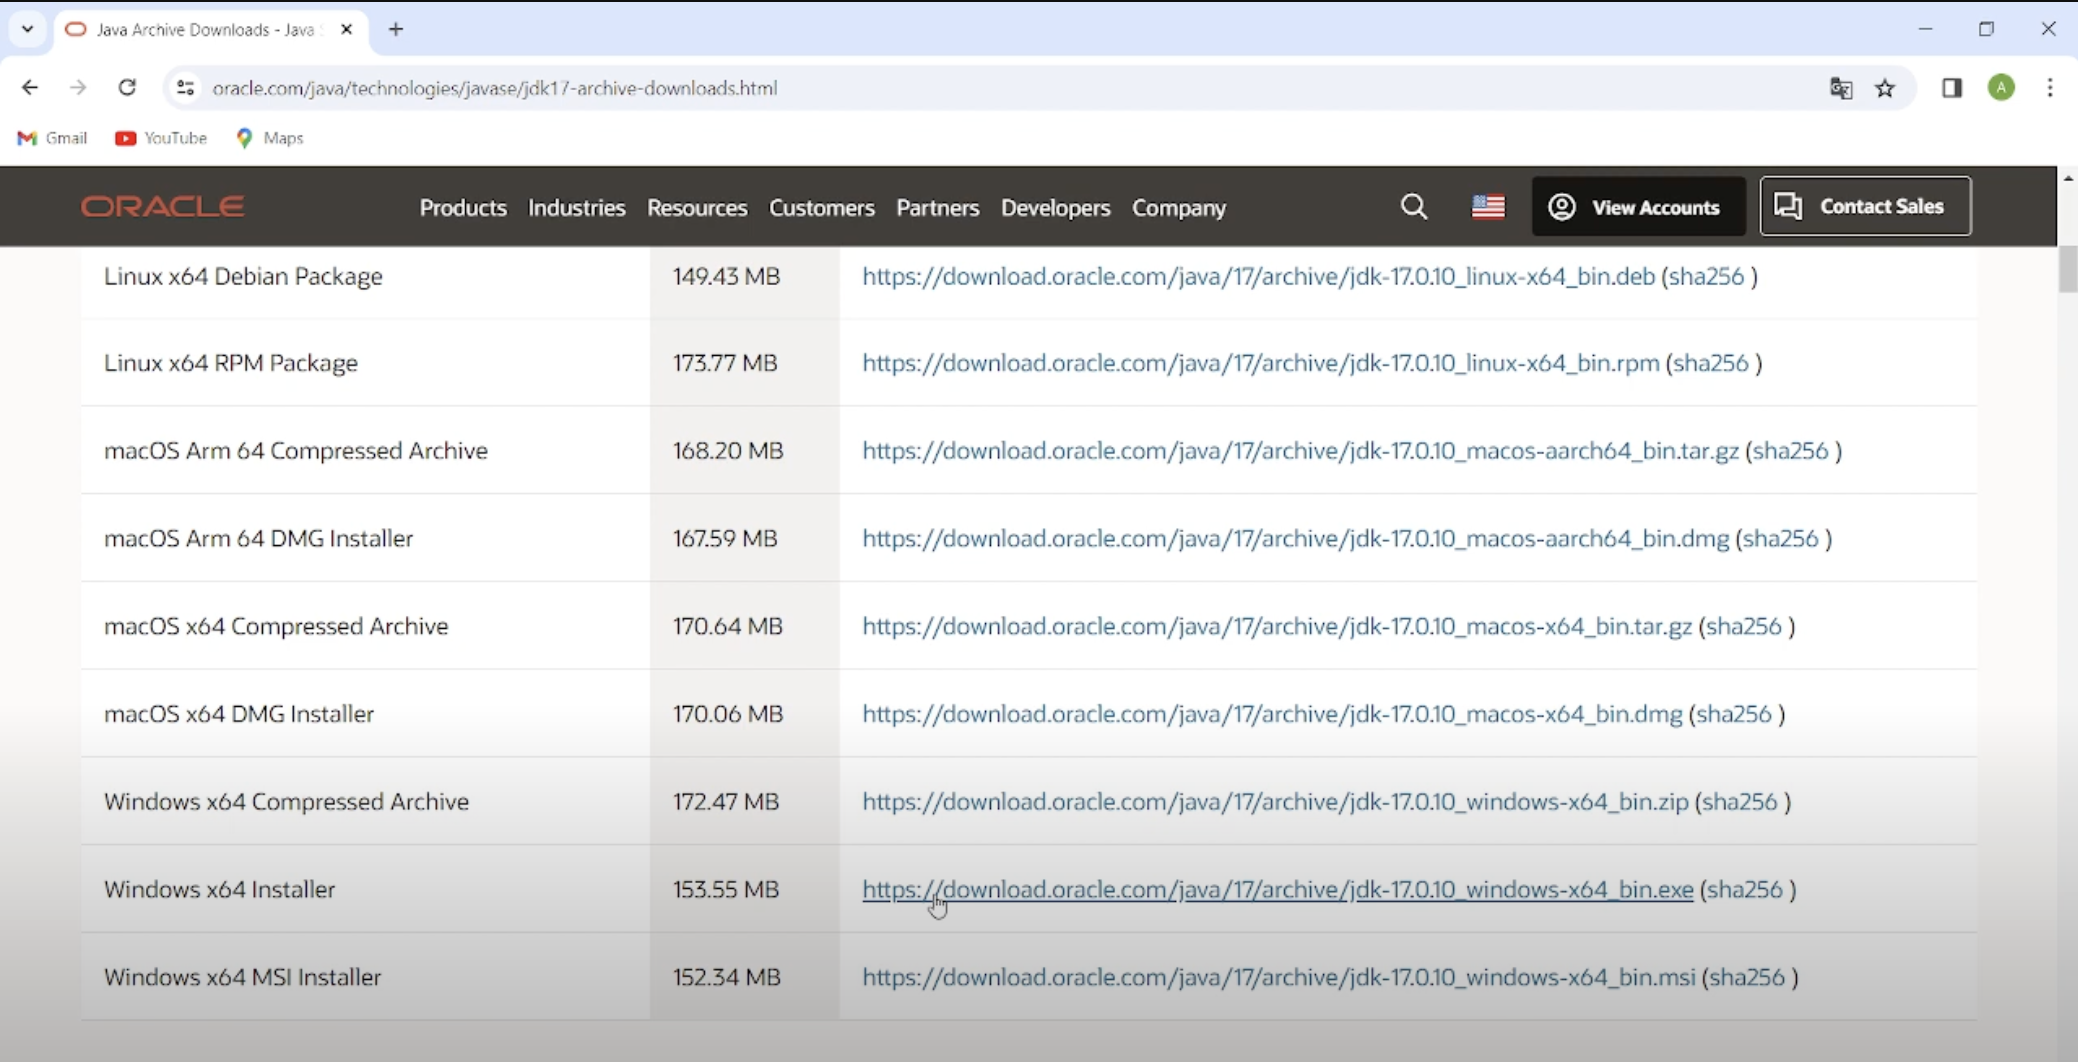 Java Archive Downloads - Java
oracle.com/java/technologies/javase/jdk17-archive-downloads.html
A
Gmail YouTube Maps
ORACLE Products Industries Resources Customers Partners Developers Company View Accounts Contact Sales
Linux x64 Debian Package 149.43 MB https://download.oracle.com/java/17/archive/jdk-17.0.10_linux-x64_bin.deb (sha256 )
Linux x64 RPM Package 173.77 MB https://download.oracle.com/java/17/archive/jdk-17.0.10_linux-x64_bin.rpm (sha256 )
macOS Arm 64 Compressed Archive 168.20 MB https://download.oracle.com/java/17/archive/jdk-17.0.10_macos-aarch64_bin.tar.gz (sha256 )
macOS Arm 64 DMG Installer 167.59 MB https://download.oracle.com/java/17/archive/jdk-17.0.10_macos-aarch64_bin.dmg (sha256 )
macOS x64 Compressed Archive 170.64 MB https://download.oracle.com/java/17/archive/jdk-17.0.10_macos-x64_bin.tar.gz (sha256 )
macOS x64 DMG Installer 170.06 MB https://download.oracle.com/java/17/archive/jdk-17.0.10_macos-x64_bin.dmg (sha256 )
Windows x64 Compressed Archive 172.47 MB https://download.oracle.com/java/17/archive/jdk-17.0.10_windows-x64_bin.zip (sha256 )
Windows x64 Installer 153.55 MB https://download.oracle.com/java/17/archive/jdk-17.0.10_windows-x64_bin.exe (sha256 )
Windows x64 MSI Installer 152.34 MB https://download.oracle.com/java/17/archive/jdk-17.0.10_windows-x64_bin.msi (sha256 )